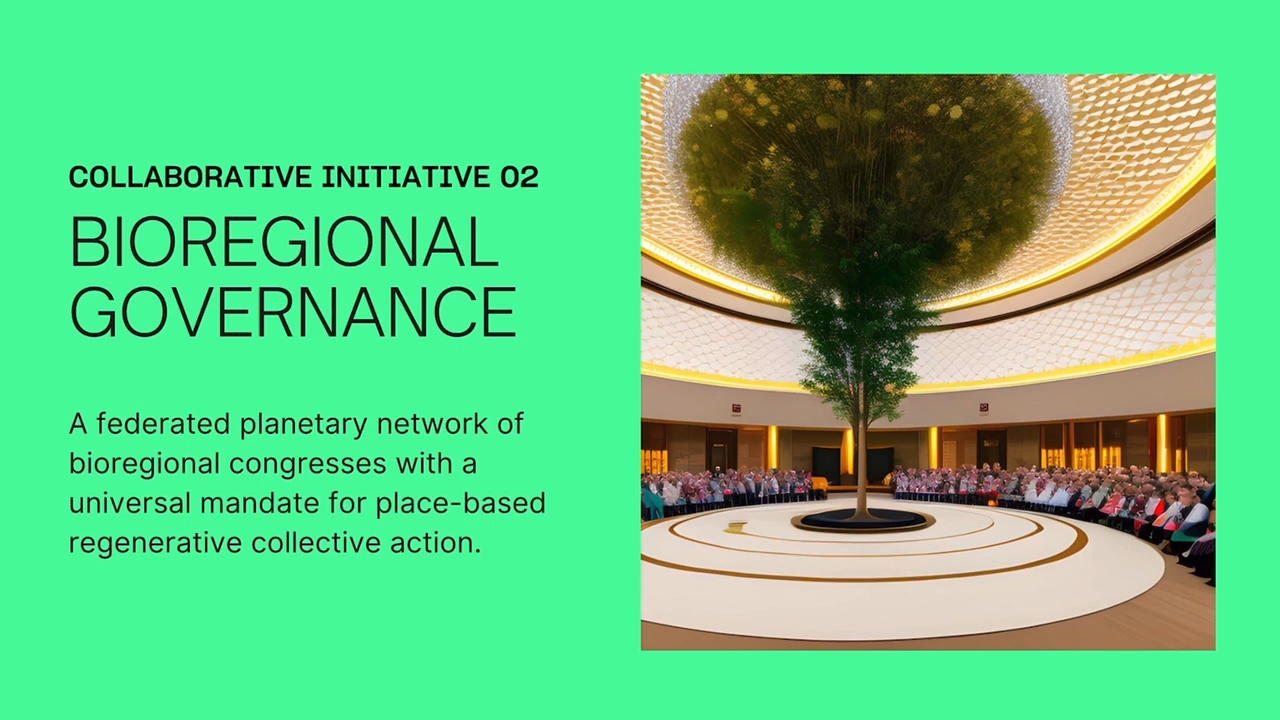 COLLABORATIVE INITIATIVE 02
BIOREGIONAL
GOVERNANCE
A federated planetary network of
bioregional congresses with a
universal mandate for place-based
regenerative collective action.